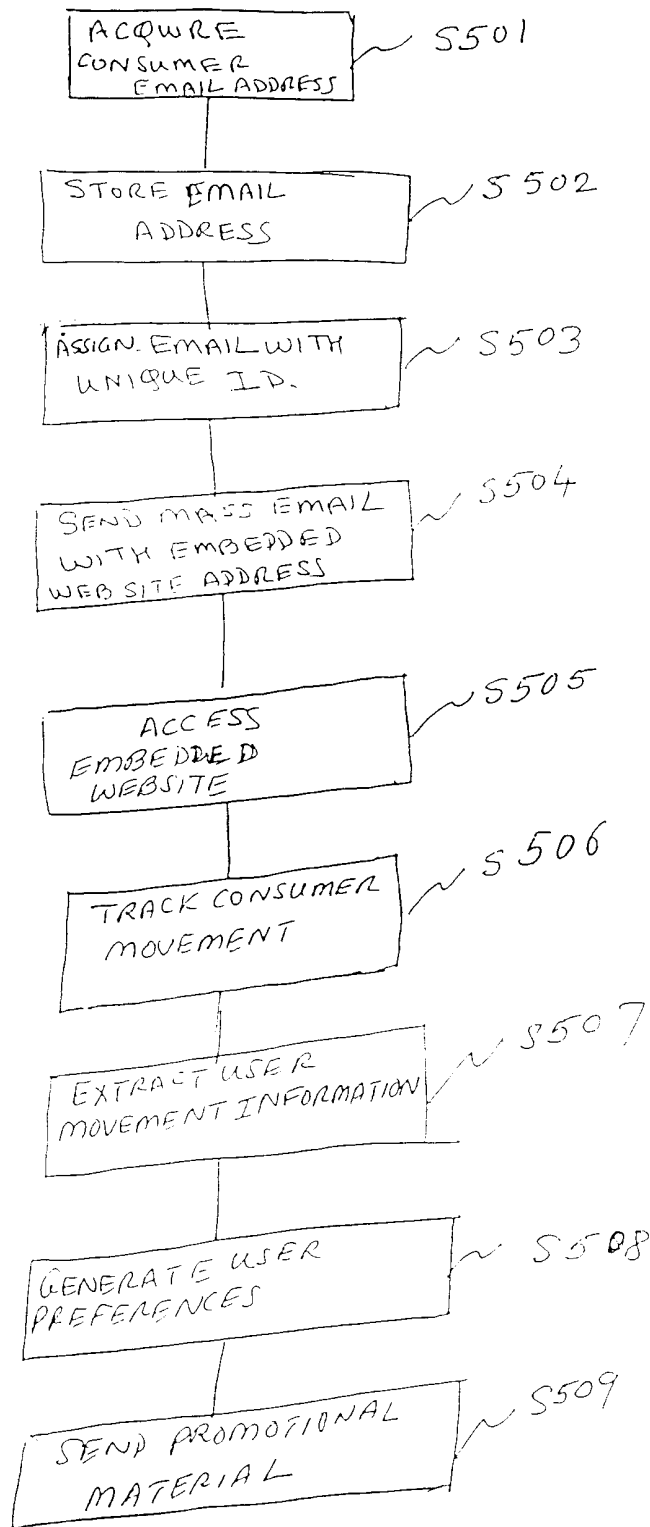 ACQUIRE
CONSUMER
EMAIL ADDRESS
S501
STORE EMAIL
ADDRESS
S502
ASSIGN EMAIL WITH
UNIQUE ID.
S503
SEND MASS EMAIL
WITH EMBEDDED
WEB SITE ADDRESS
S504
ACCESS
EMBEDDED
WEBSITE
S505
TRACK CONSUMER
MOVEMENT
S506
EXTRACT USER
MOVEMENT INFORMATION
S507
GENERATE USER
PREFERENCES
S508
SEND PROMOTIONAL
MATERIAL
S509